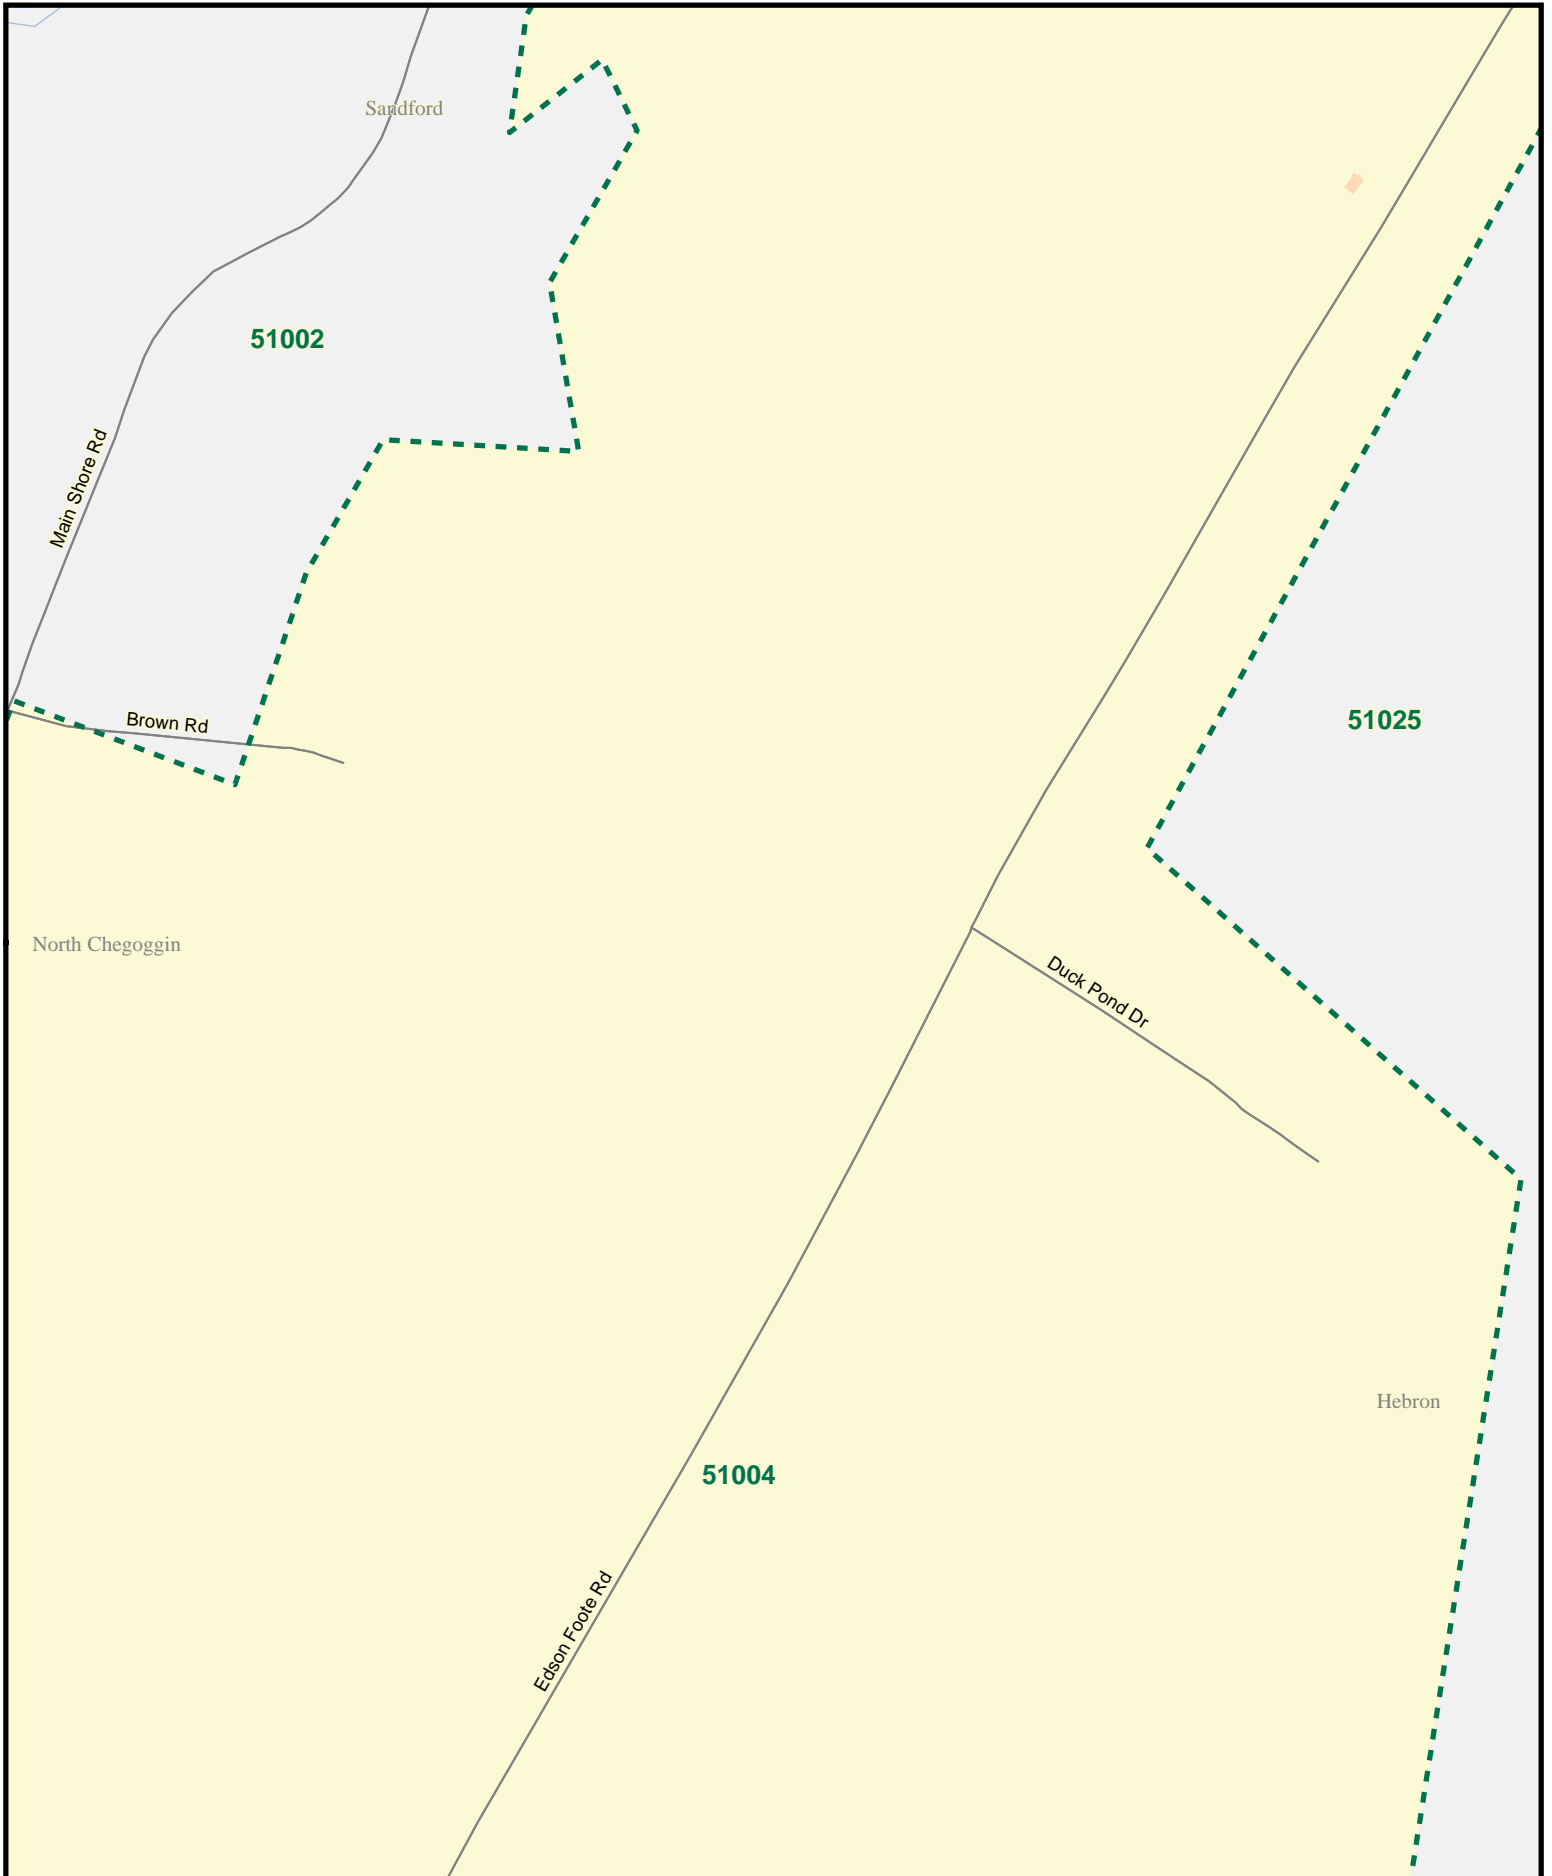 Sandford
51002
Main Shore Rd
Brown Rd
51025
North Chegoggin
Duck Pond Dr
Hebron
51004
Edson Foote Rd